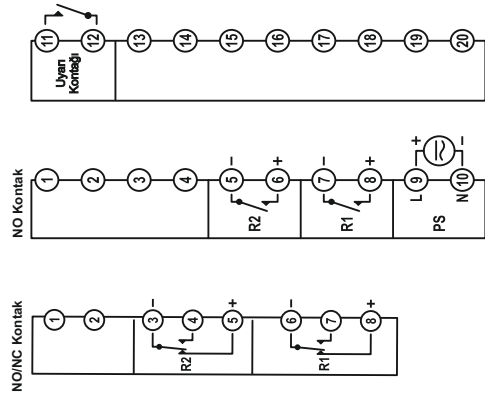 11 12 13 14 15 16 17 18 19 20
Uyarı
Kontağı
NO Kontak
1 2 3 4 5 6 7 8 9 10
− + − + + −
L N
R2 R1 PS
NO/NC Kontak
1 2 3 4 5 6 7 8
− + − +
R2 R1